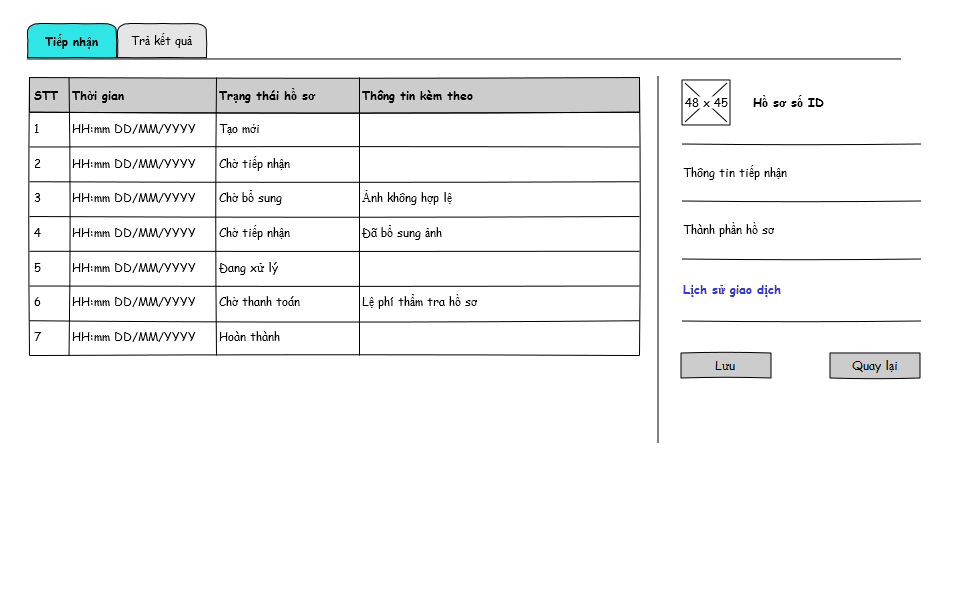 Tiếp nhận Trả kết quả
STT Thời gian Trạng thái hồ sơ Thông tin kèm theo
1 HH:mm DD/MM/YYYY Tạo mới
2 HH:mm DD/MM/YYYY Chờ tiếp nhận
3 HH:mm DD/MM/YYYY Chờ bổ sung Ảnh không hợp lệ
4 HH:mm DD/MM/YYYY Chờ tiếp nhận Đã bổ sung ảnh
5 HH:mm DD/MM/YYYY Đang xử lý
6 HH:mm DD/MM/YYYY Chờ thanh toán Lệ phí thẩm tra hồ sơ
7 HH:mm DD/MM/YYYY Hoàn thành
48 x 45 Hồ sơ số ID
Thông tin tiếp nhận
Thành phần hồ sơ
Lịch sử giao dịch
Lưu Quay lại